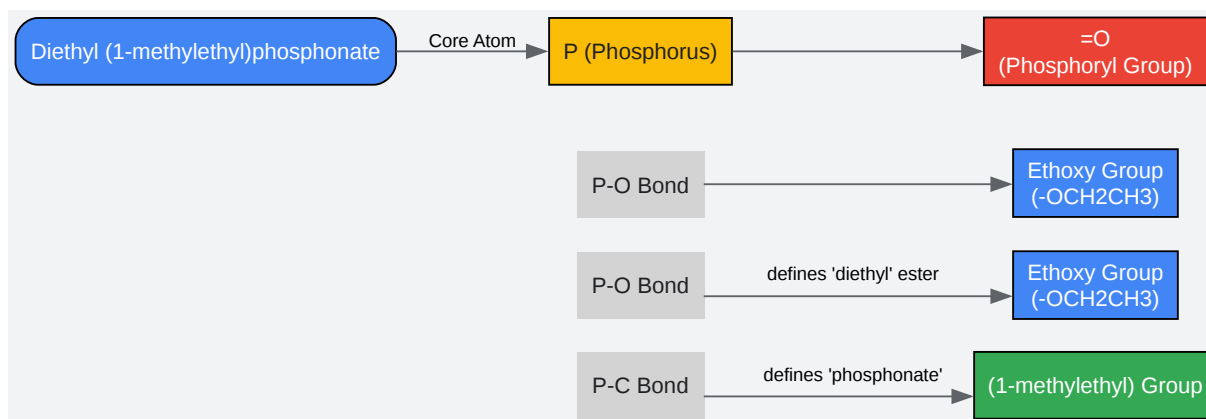 Diethyl (1-methylethyl)phosphonate
Core Atom
P (Phosphorus)
=O
(Phosphoryl Group)
P-O Bond
Ethoxy Group
(-OCH2CH3)
P-O Bond
defines 'diethyl' ester
Ethoxy Group
(-OCH2CH3)
P-C Bond
defines 'phosphonate'
(1-methylethyl) Group